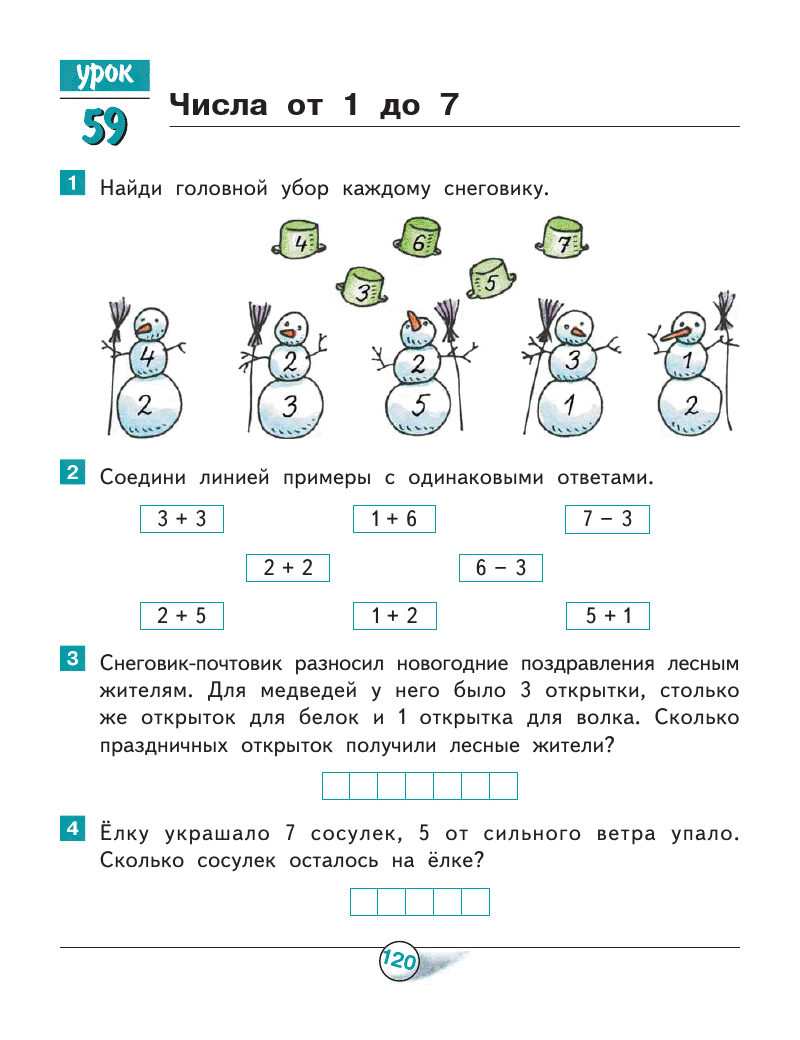 урок
59
Числа от 1 до 7
1 Найди головной убор каждому снеговику.
4 6 7
3 5
4 2 2 3 1
2 3 5 1 2
2 Соедини линией примеры с одинаковыми ответами.
3 + 3 1 + 6 7 − 3
2 + 2 6 − 3
2 + 5 1 + 2 5 + 1
3 Снеговик-почтовик разносил новогодние поздравления лесным
жителям. Для медведей у него было 3 открытки, столько
же открыток для белок и 1 открытка для волка. Сколько
праздничных открыток получили лесные жители?
4 Ёлку украшало 7 сосулек, 5 от сильного ветра упало.
Сколько сосулек осталось на ёлке?
120